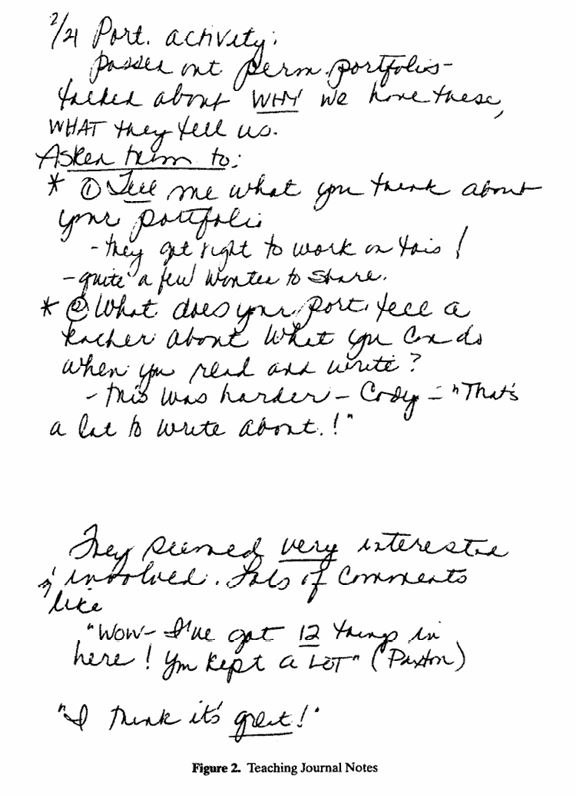 2/21 Port. activity:
passed out perm. portfolios-
talked about WHY we have these,
WHAT they tell us.
Asked them to:
* ① Tell me what you think about
your portfolio
- they got right to work on this!
- quite a few wanted to share.
* ② What does your port. tell a
teacher about what you can do
when you read and write?
- this was harder - Cody - "That's
a lot to write about!"
They seemed very interested
& involved. Lots of comments
like
"Wow- I've got 12 things in
here! You kept a LOT" (Paxton)
"I think it's great!"
Figure 2. Teaching Journal Notes